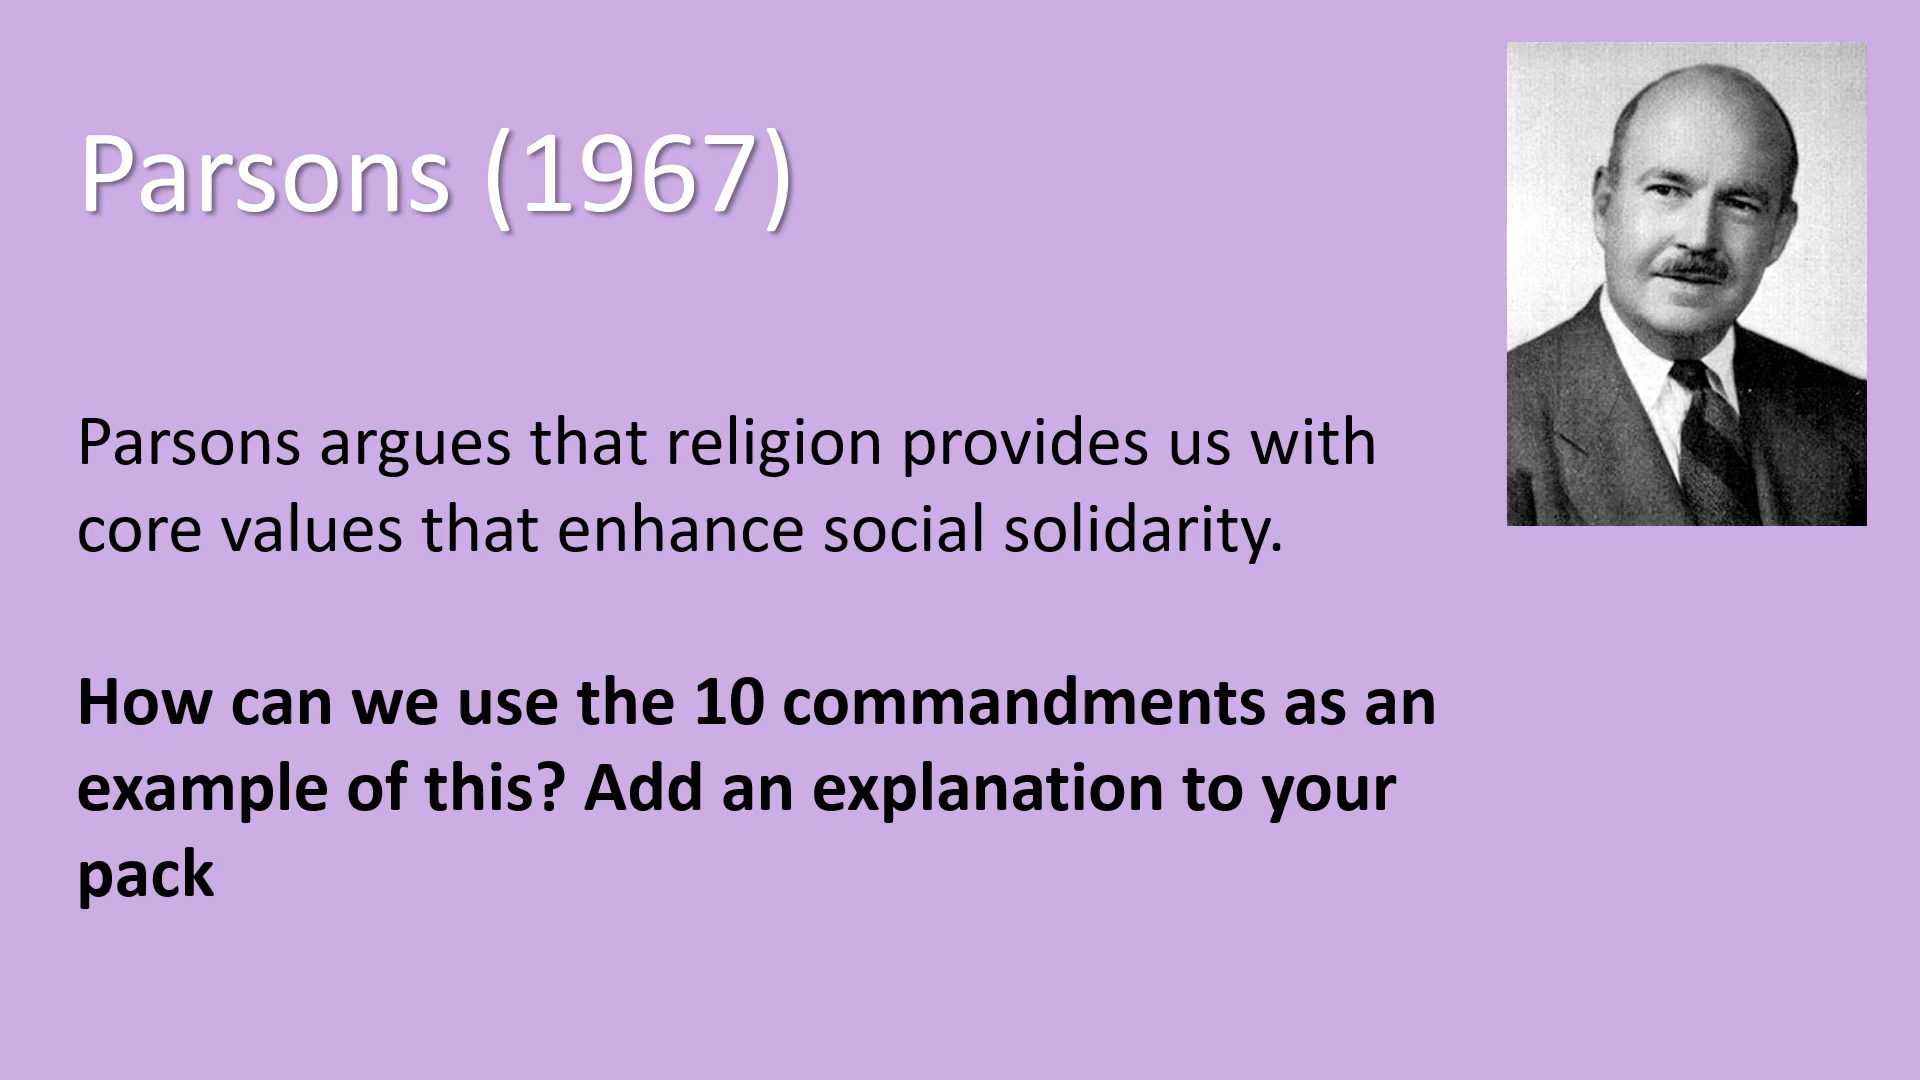 Parsons (1967)
Parsons argues that religion provides us with
core values that enhance social solidarity.
How can we use the 10 commandments as an
example of this? Add an explanation to your
pack